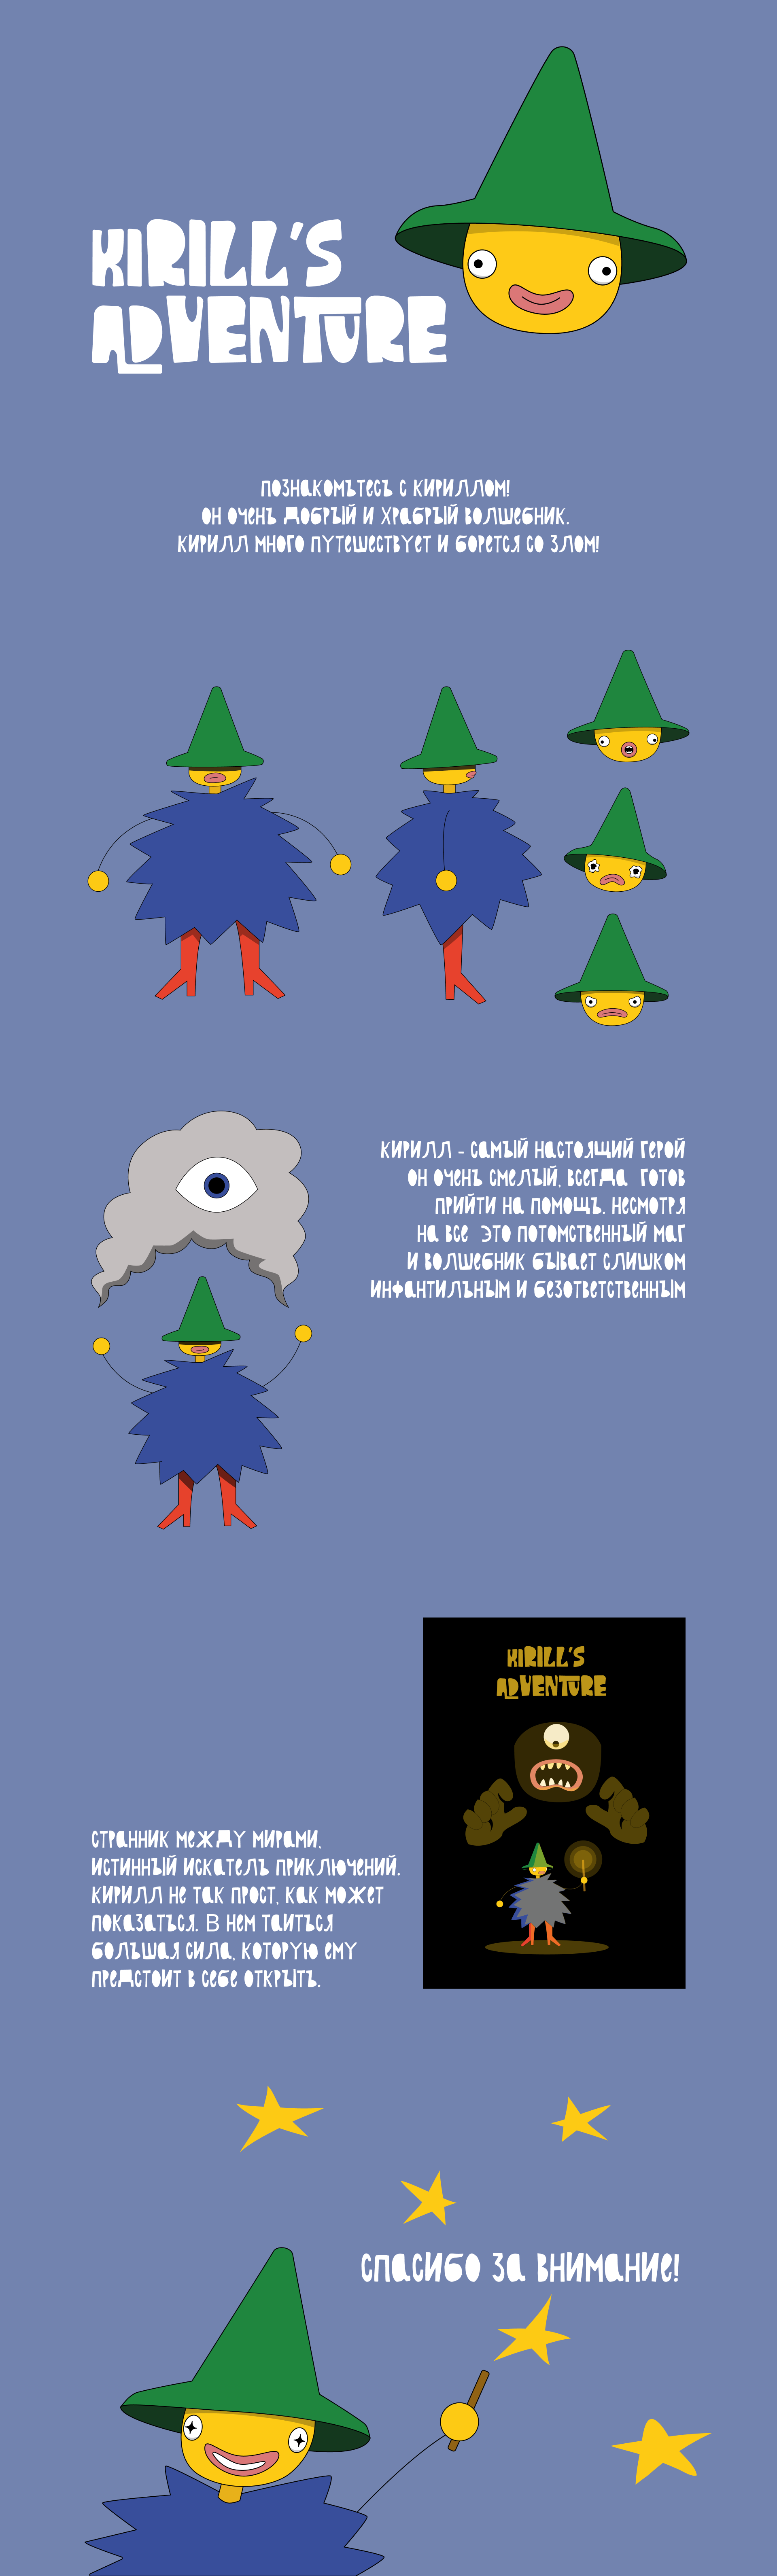 KIRILL'S
ADVENTURE
ПОЗНАКОМЬТЕСЬ С КИРИЛЛОМ!
ОН ОЧЕНЬ ДОБРЫЙ И ХРАБРЫЙ ВОЛШЕБНИК.
КИРИЛЛ МНОГО ПУТЕШЕСТВУЕТ И БОРЕТСЯ СО ЗЛОМ!
КИРИЛЛ - САМЫЙ НАСТОЯЩИЙ ГЕРОЙ
ОН ОЧЕНЬ СМЕЛЫЙ, ВСЕГДА ГОТОВ
ПРИЙТИ НА ПОМОЩЬ. НЕСМОТРЯ
НА ВСЕ ЭТО ПОТОМСТВЕННЫЙ МАГ
И ВОЛШЕБНИК БЫВАЕТ СЛИШКОМ
ИНФАНТИЛЬНЫМ И БЕЗОТВЕТСТВЕННЫМ
KIRILL'S
ADVENTURE
СТРАННИК МЕЖДУ МИРАМИ,
ИСТИННЫЙ ИСКАТЕЛЬ ПРИКЛЮЧЕНИЙ.
КИРИЛЛ НЕ ТАК ПРОСТ, КАК МОЖЕТ
ПОКАЗАТЬСЯ. В НЕМ ТАИТЬСЯ
БОЛЬШАЯ СИЛА, КОТОРУЮ ЕМУ
ПРЕДСТОИТ В СЕБЕ ОТКРЫТЬ.
СПАСИБО ЗА ВНИМАНИЕ!